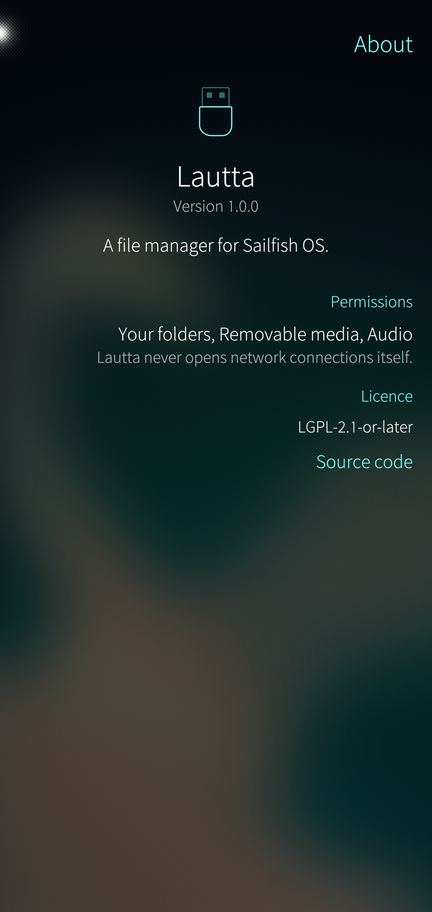 About
Lautta
Version 1.0.0
A file manager for Sailfish OS.
Permissions
Your folders, Removable media, Audio
Lautta never opens network connections itself.
Licence
LGPL-2.1-or-later
Source code